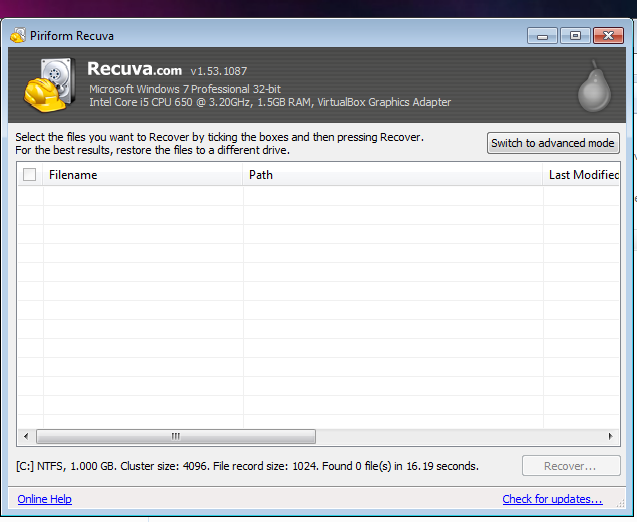 Piriform Recuva
Recuva.com v1.53.1087
Microsoft Windows 7 Professional 32-bit
Intel Core i5 CPU 650 @ 3.20GHz, 1.5GB RAM, VirtualBox Graphics Adapter
Select the files you want to Recover by ticking the boxes and then pressing Recover.
For the best results, restore the files to a different drive.
Switch to advanced mode
Filename Path Last Modified
[C:] NTFS, 1.000 GB. Cluster size: 4096. File record size: 1024. Found 0 file(s) in 16.19 seconds.
Recover...
Online Help Check for updates...